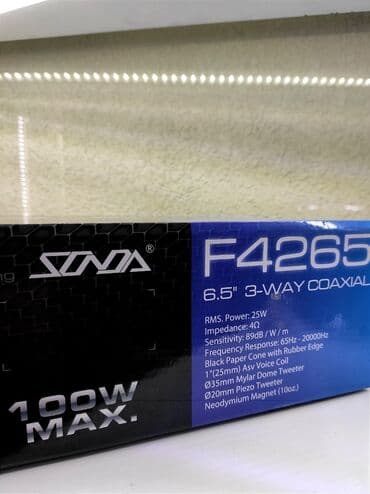 ng
SONDA®
F4265
6.5" 3-WAY COAXIAL
RMS. Power: 25W
Impedance: 4Ω
Sensitivity: 89dB / W / m
Frequency Response: 65Hz - 20000Hz
Black Paper Cone with Rubber Edge
1"(25mm) Asv Voice Coil
Ø35mm Mylar Dome Tweeter
Ø20mm Piezo Tweeter
Neodymium Magnet (10oz.)
100W
MAX.